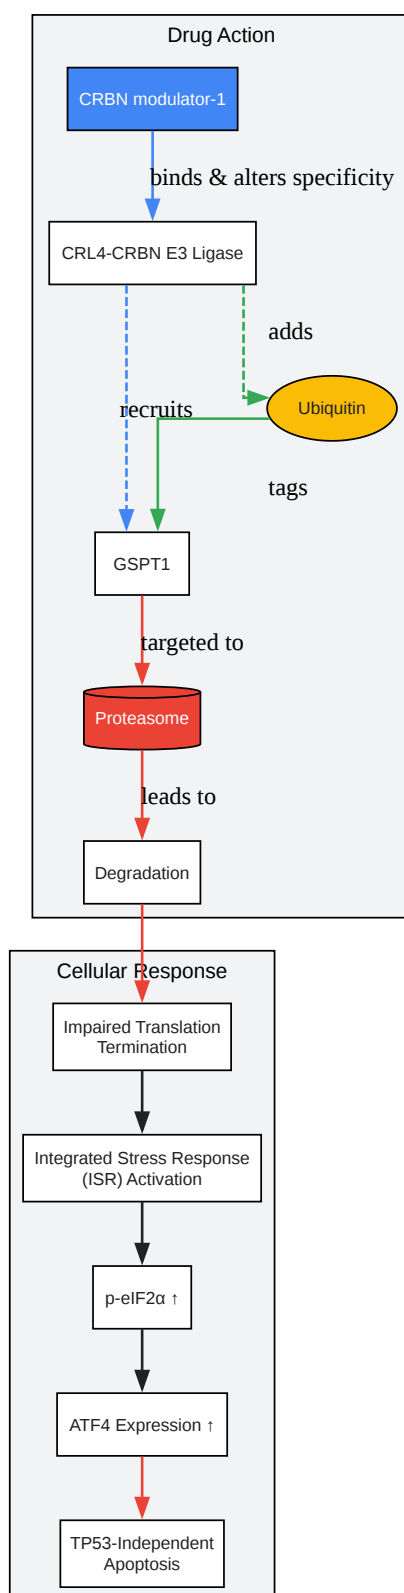 Drug Action
CRBN modulator-1
binds & alters specificity
CRL4-CRBN E3 Ligase
adds
recruits
Ubiquitin
tags
GSPT1
targeted to
Proteasome
leads to
Degradation
Cellular Response
Impaired Translation
Termination
Integrated Stress Response
(ISR) Activation
p-eIF2α ↑
ATF4 Expression ↑
TP53-Independent
Apoptosis